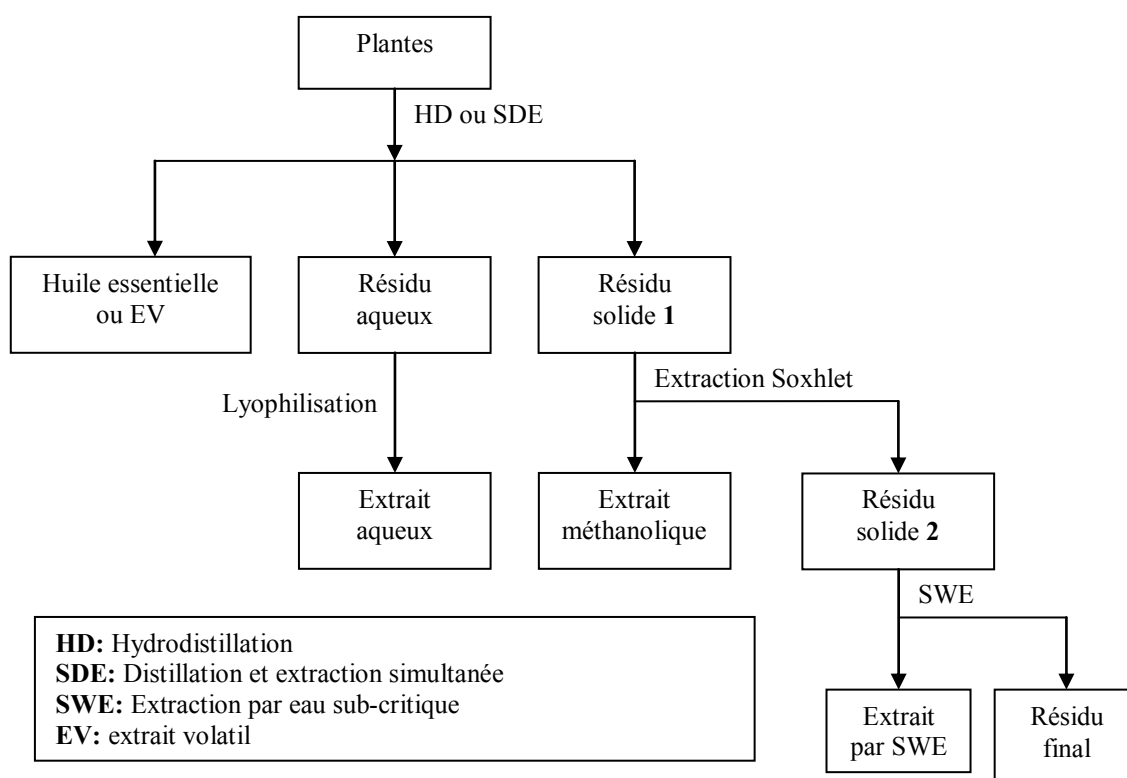 Plantes
HD ou SDE
Huile essentielle
ou EV
Résidu
aqueux
Résidu
solide 1
Lyophilisation
Extraction Soxhlet
Extrait
aqueux
Extrait
méthanolique
Résidu
solide 2
SWE
HD: Hydrodistillation
SDE: Distillation et extraction simultanée
SWE: Extraction par eau sub-critique
EV: extrait volatil
Extrait
par SWE
Résidu
final